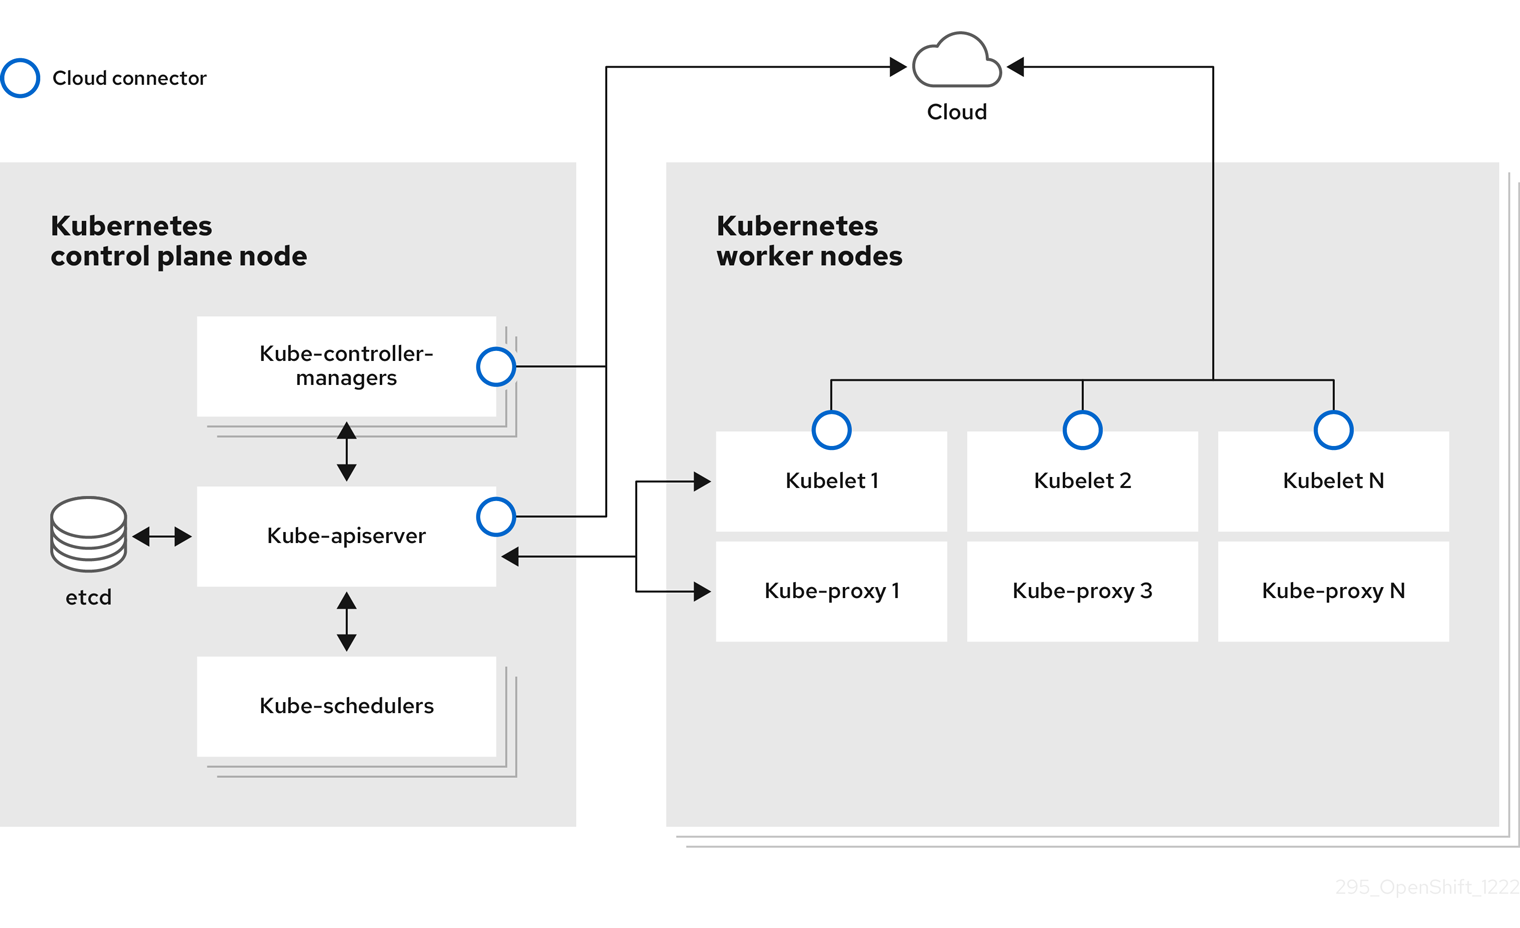 Cloud connector
Cloud
Kubernetes
control plane node
Kube-controller-
managers
Kube-apiserver
etcd
Kube-schedulers
Kubernetes
worker nodes
Kubelet 1
Kubelet 2
Kubelet N
Kube-proxy 1
Kube-proxy 3
Kube-proxy N
295_OpenShift_1222